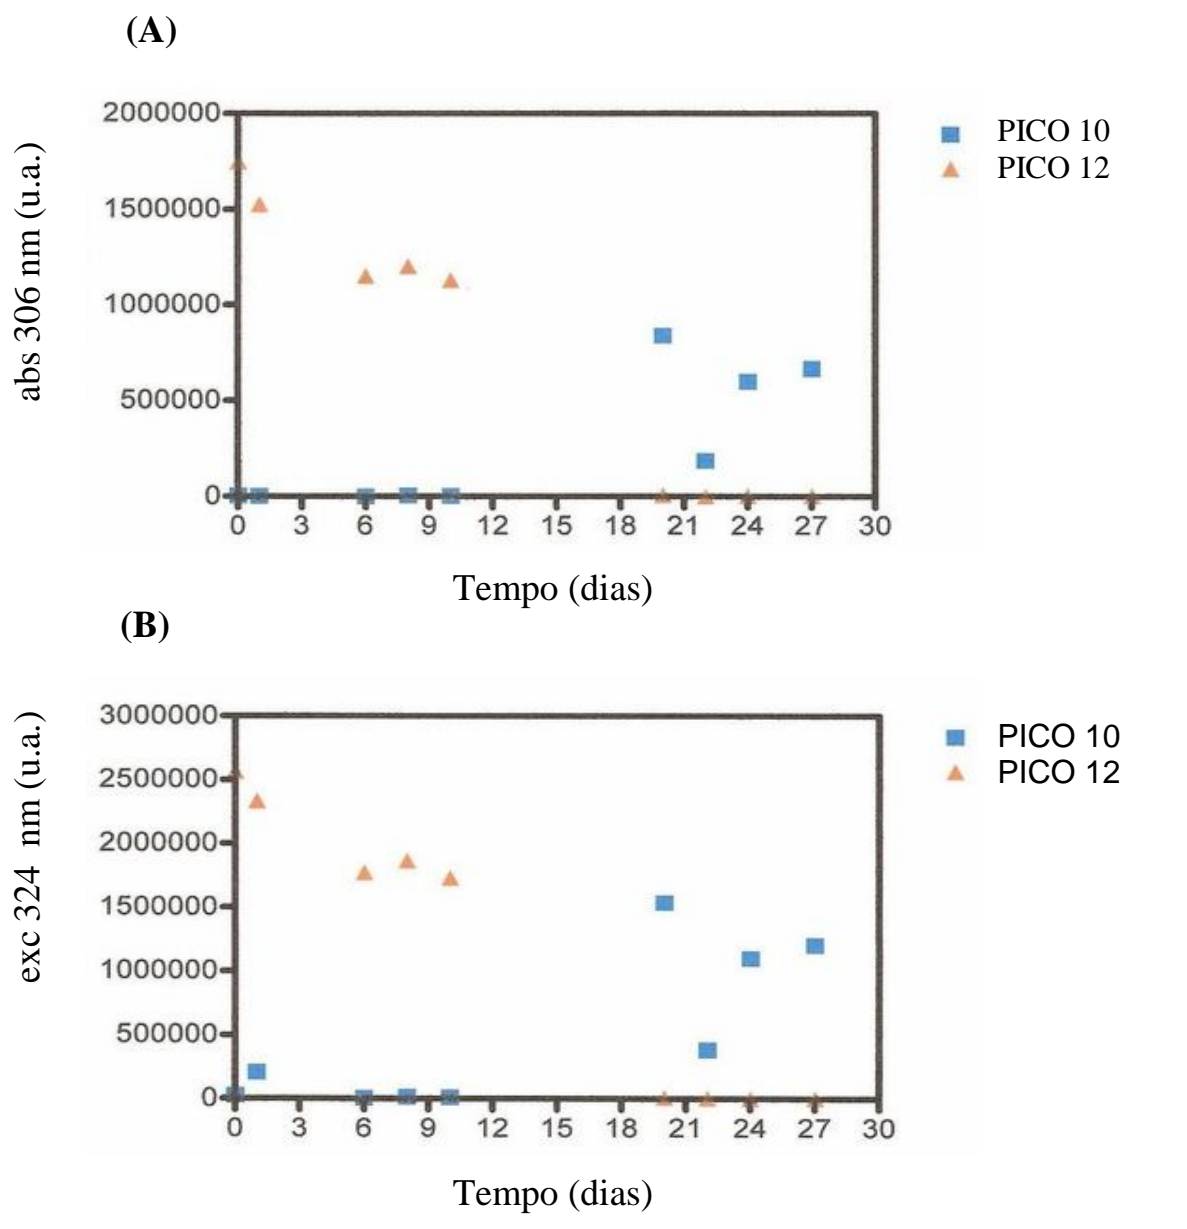 (A)
abs 306 nm (u.a.)
2000000
1500000
1000000
500000
0
0 3 6 9 12 15 18 21 24 27 30
Tempo (dias)
PICO 10
PICO 12
(B)
exc 324 nm (u.a.)
3000000
2500000
2000000
1500000
1000000
500000
0
0 3 6 9 12 15 18 21 24 27 30
Tempo (dias)
PICO 10
PICO 12